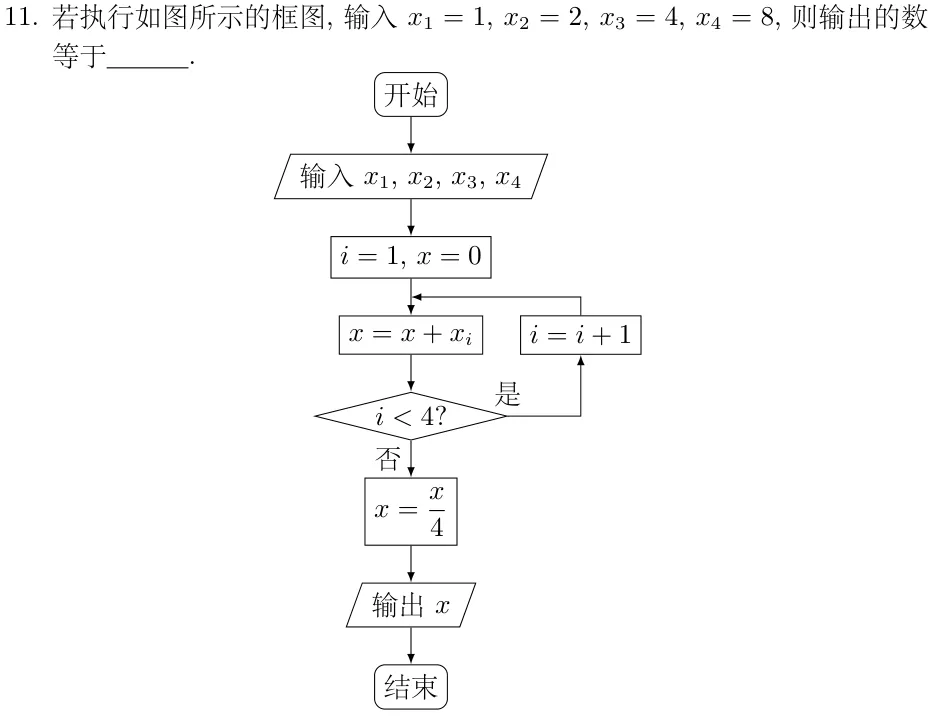 11. 若执行如图所示的框图, 输入 x₁ = 1, x₂ = 2, x₃ = 4, x₄ = 8, 则输出的数
等于______.
开始
输入 x₁, x₂, x₃, x₄
i = 1, x = 0
x = x + xᵢ
i = i + 1
是
i < 4?
否
x = x/4
输出 x
结束